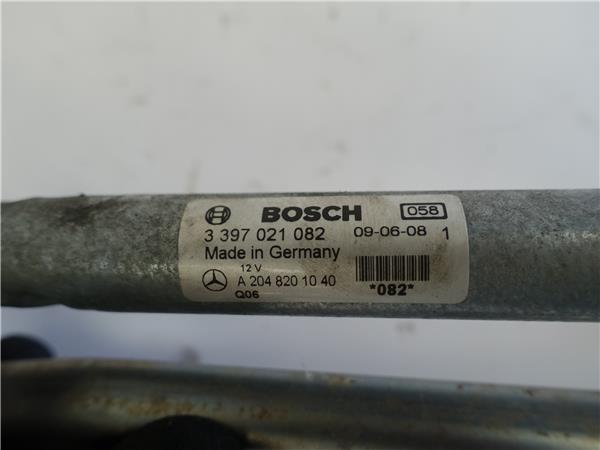 BOSCH 058
3 397 021 082 09-06-08 1
Made in Germany
12 V
A 204 820 10 40 *082*
Q06